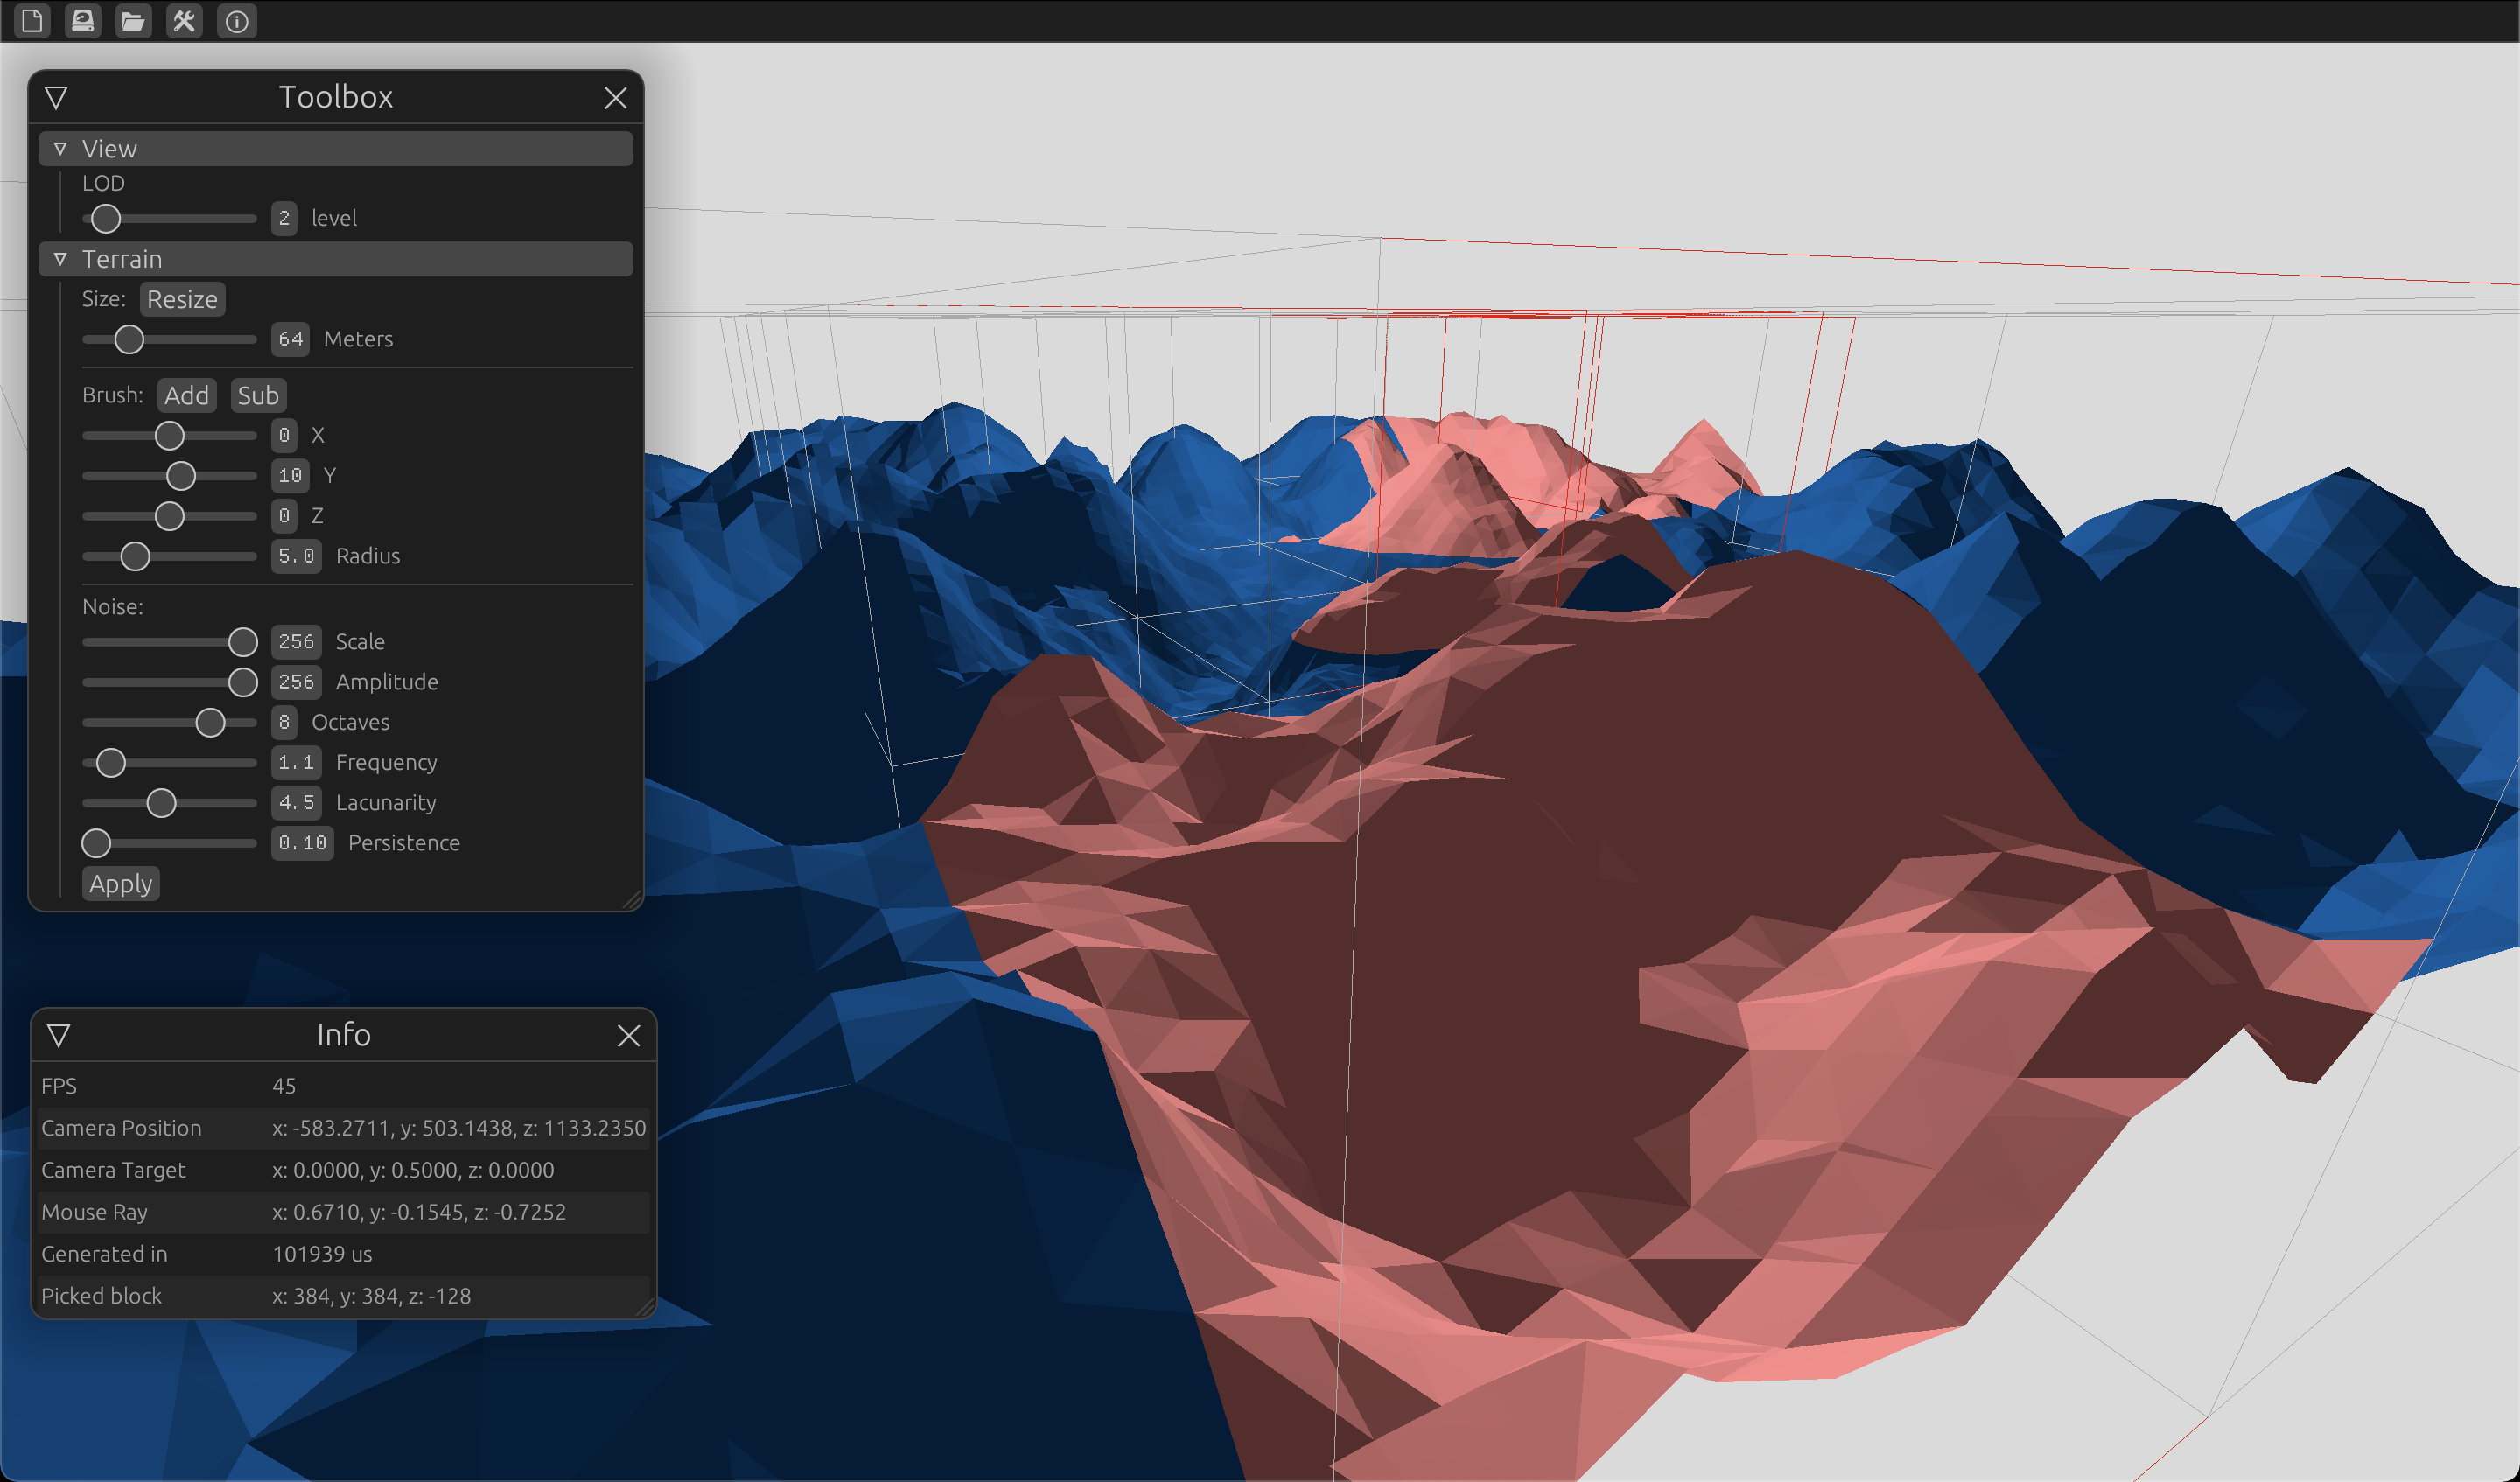 Toolbox
View
LOD
2 level
Terrain
Size: Resize
64 Meters
Brush: Add Sub
0 X
10 Y
0 Z
5.0 Radius
Noise:
256 Scale
256 Amplitude
8 Octaves
1.1 Frequency
4.5 Lacunarity
0.10 Persistence
Apply
Info
FPS 45
Camera Position x: -583.2711, y: 503.1438, z: 1133.2350
Camera Target x: 0.0000, y: 0.5000, z: 0.0000
Mouse Ray x: 0.6710, y: -0.1545, z: -0.7252
Generated in 101939 us
Picked block x: 384, y: 384, z: -128